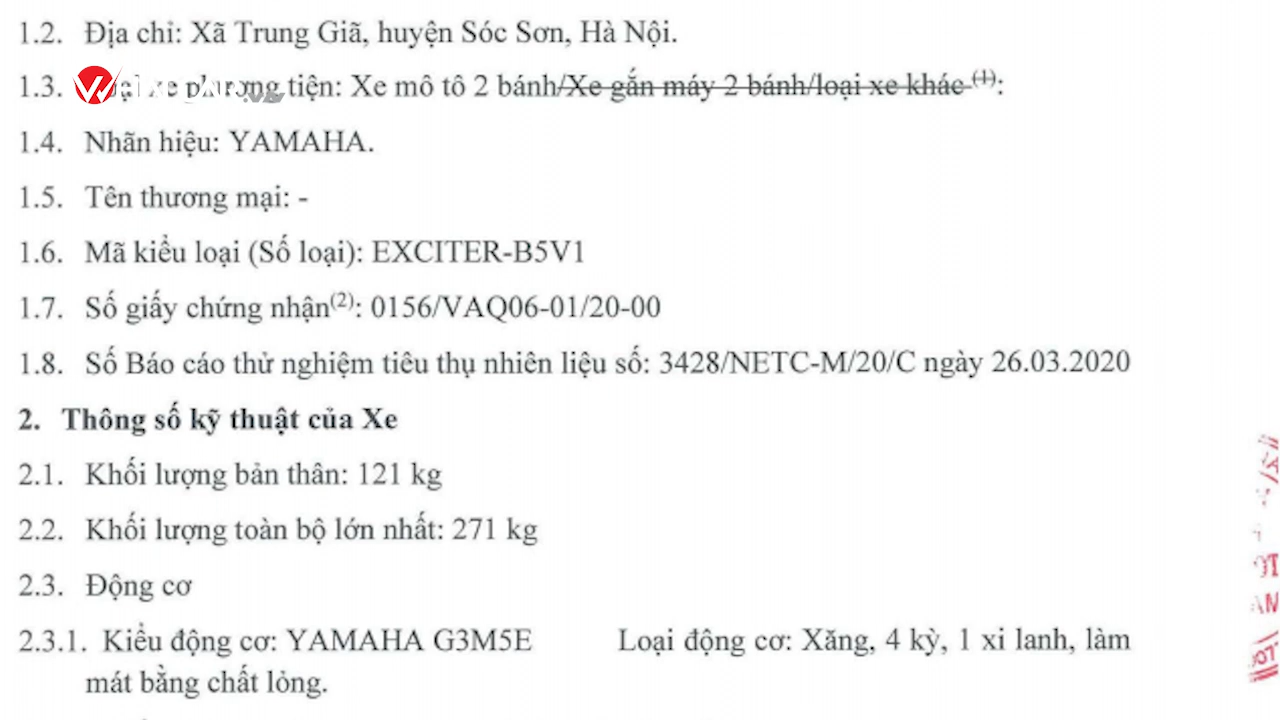 1.2. Địa chỉ: Xã Trung Giã, huyện Sóc Sơn, Hà Nội.
1.3. phương tiện: Xe mô tô 2 bánh/Xe gắn máy 2 bánh/loại xe khác (1):
1.4. Nhãn hiệu: YAMAHA.
1.5. Tên thương mại: -
1.6. Mã kiểu loại (Số loại): EXCITER-B5V1
1.7. Số giấy chứng nhận(2): 0156/VAQ06-01/20-00
1.8. Số Báo cáo thử nghiệm tiêu thụ nhiên liệu số: 3428/NETC-M/20/C ngày 26.03.2020
2. Thông số kỹ thuật của Xe
2.1. Khối lượng bản thân: 121 kg
2.2. Khối lượng toàn bộ lớn nhất: 271 kg
2.3. Động cơ
2.3.1. Kiểu động cơ: YAMAHA G3M5E Loại động cơ: Xăng, 4 kỳ, 1 xi lanh, làm
mát bằng chất lỏng.